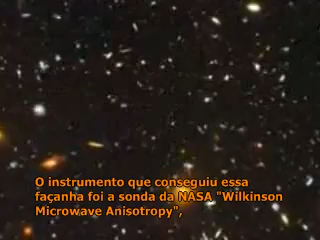 O instrumento que conseguiu essa
façanha foi a sonda da NASA "Wilkinson
Microwave Anisotropy",